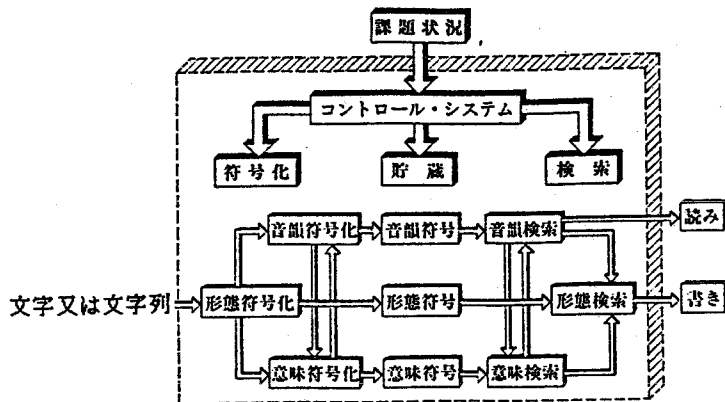 課題状況
コントロール・システム
符号化
貯蔵
検索
音韻符号化
音韻符号
音韻検索
読み
文字又は文字列
形態符号化
形態符号
形態検索
書き
意味符号化
意味符号
意味検索